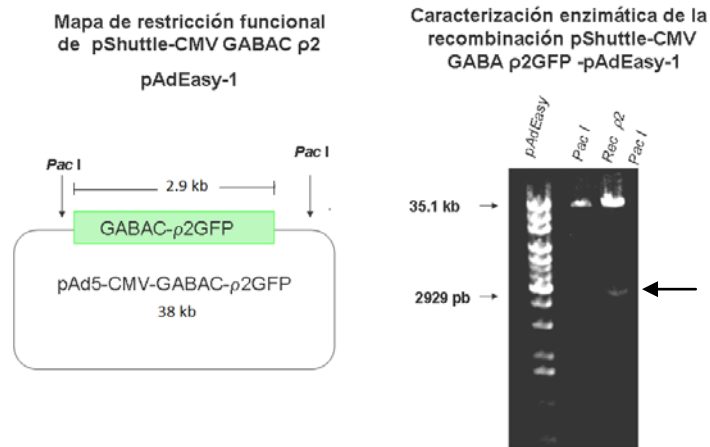 Mapa de restricción funcional
de pShuttle-CMV GABAC ρ2
pAdEasy-1
Pac I
Pac I
2.9 kb
GABAC-ρ2GFP
pAd5-CMV-GABAC-ρ2GFP
38 kb
Caracterización enzimática de la
recombinación pShuttle-CMV
GABA ρ2GFP -pAdEasy-1
pAdEasy
Pac I
Rec ρ2
Pac I
35.1 kb
2929 pb